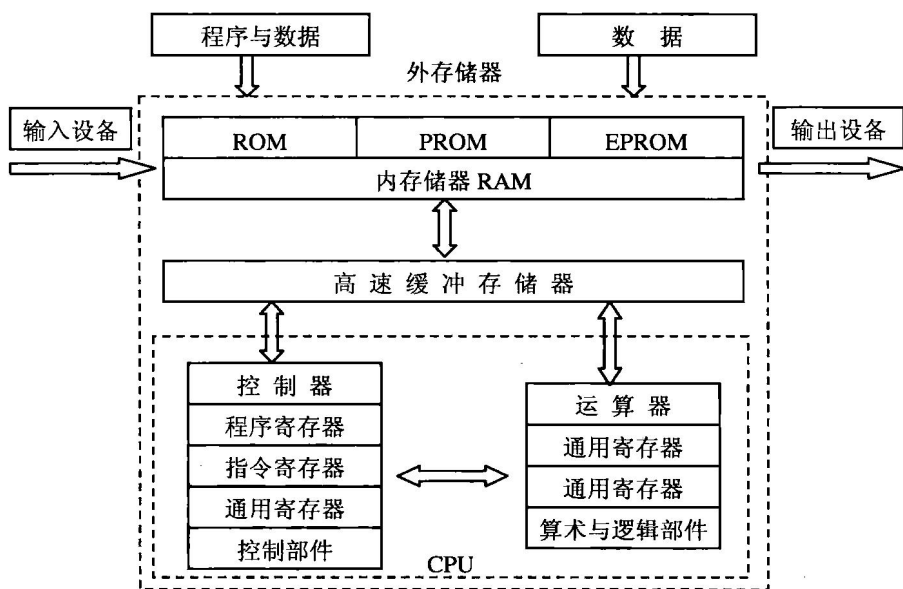 程序与数据
数 据
外存储器
输入设备
输出设备
ROM
PROM
EPROM
内存储器 RAM
高 速 缓 冲 存 储 器
控 制 器
程序寄存器
指令寄存器
通用寄存器
控制部件
运 算 器
通用寄存器
通用寄存器
算术与逻辑部件
CPU